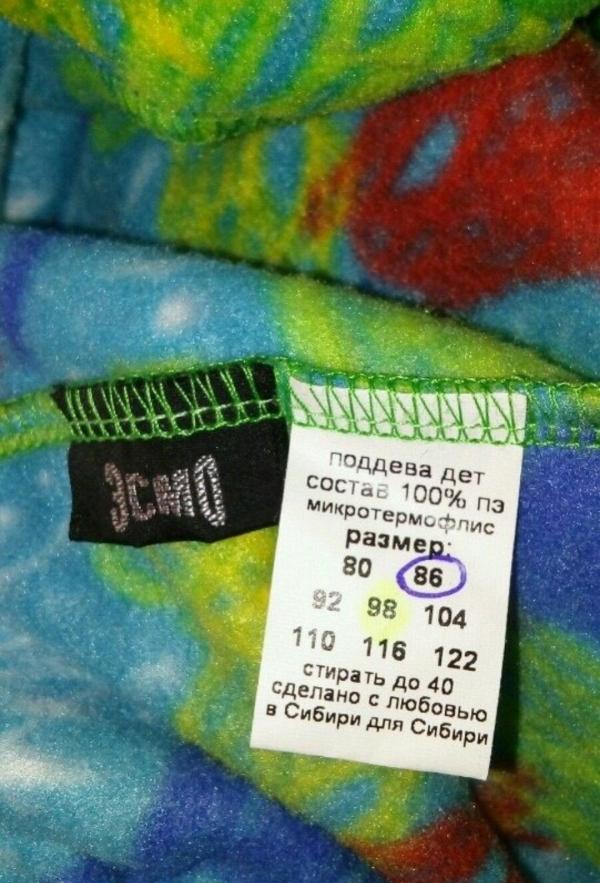 ЭСМО
поддева дет
состав 100% пэ
микротермофлис
размер:
80 86
92 98 104
110 116 122
стирать до 40
сделано с любовью
в Сибири для Сибири